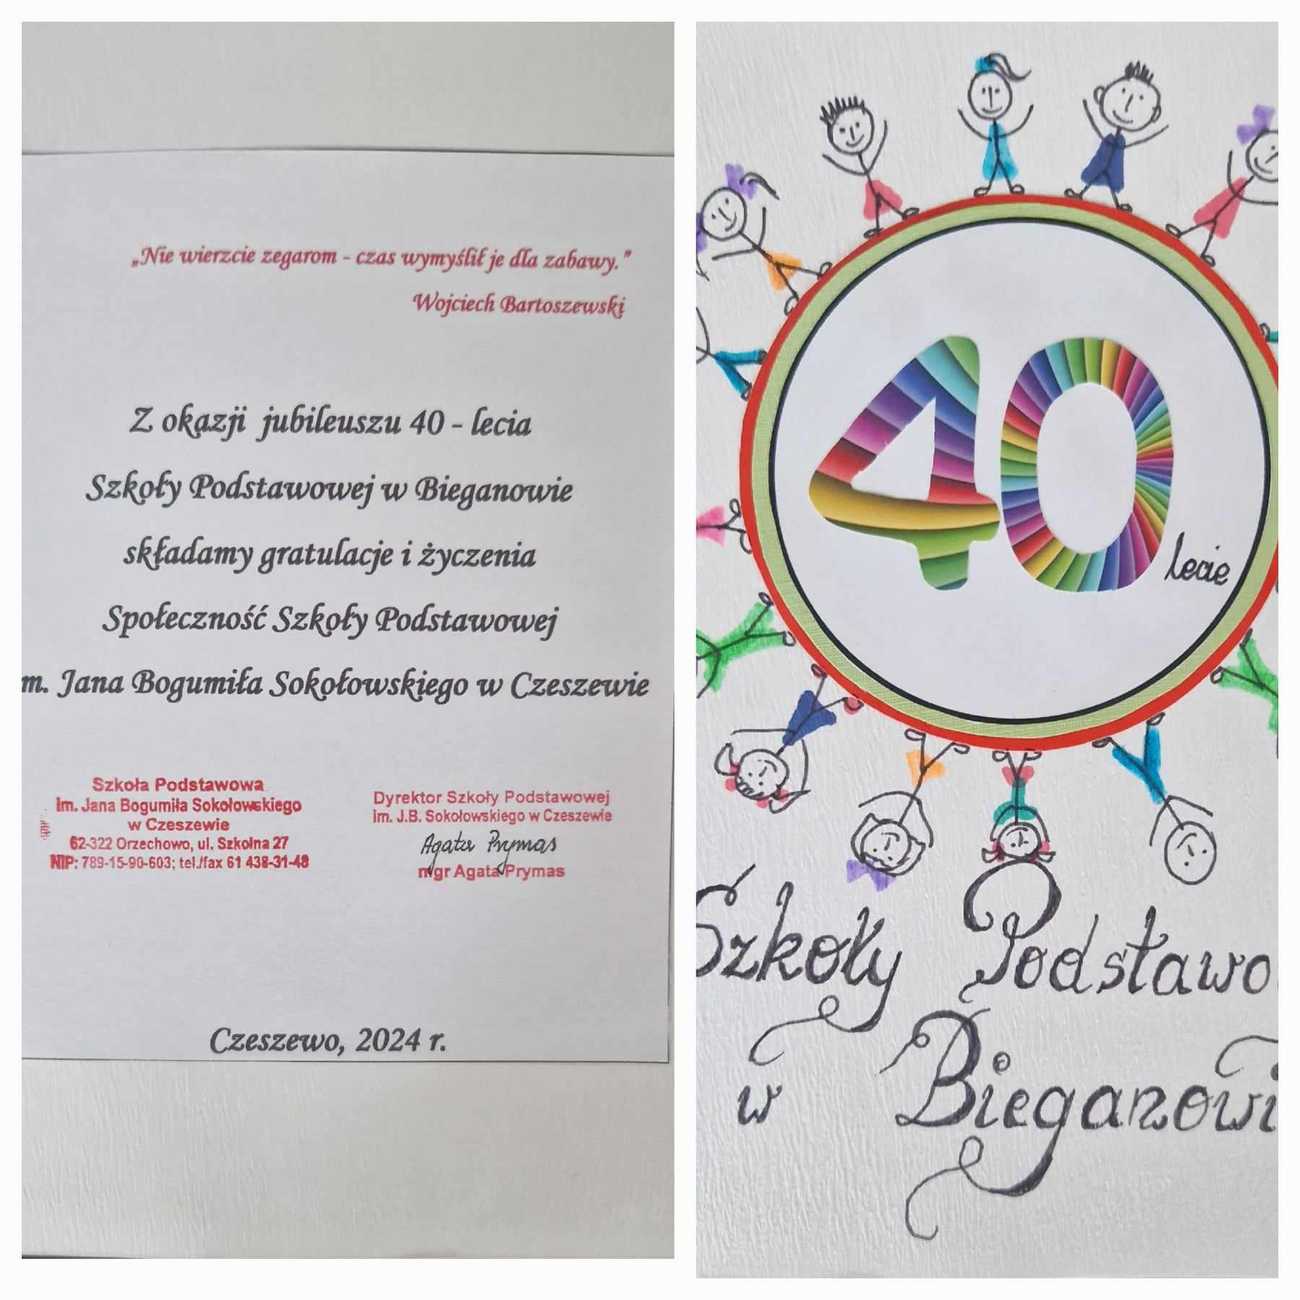 „Nie wierzcie zegarom - czas wymyślił je dla zabawy."
Wojciech Bartoszewski
Z okazji jubileuszu 40 - lecia
Szkoły Podstawowej w Bieganowie
składamy gratulacje i życzenia
Społeczność Szkoły Podstawowej
m. Jana Bogumiła Sokołowskiego w Czeszewie
Szkoła Podstawowa
im. Jana Bogumiła Sokołowskiego
w Czeszewie
62-322 Orzechowo, ul. Szkolna 27
NIP: 789-15-90-603; tel./fax 61 438-31-48
Dyrektor Szkoły Podstawowej
im. J.B. Sokołowskiego w Czeszewie
Agata Prymas
mgr Agata Prymas
Czeszewo, 2024 r.
40 lecie
Szkoły Podstawo
w Bieganowi